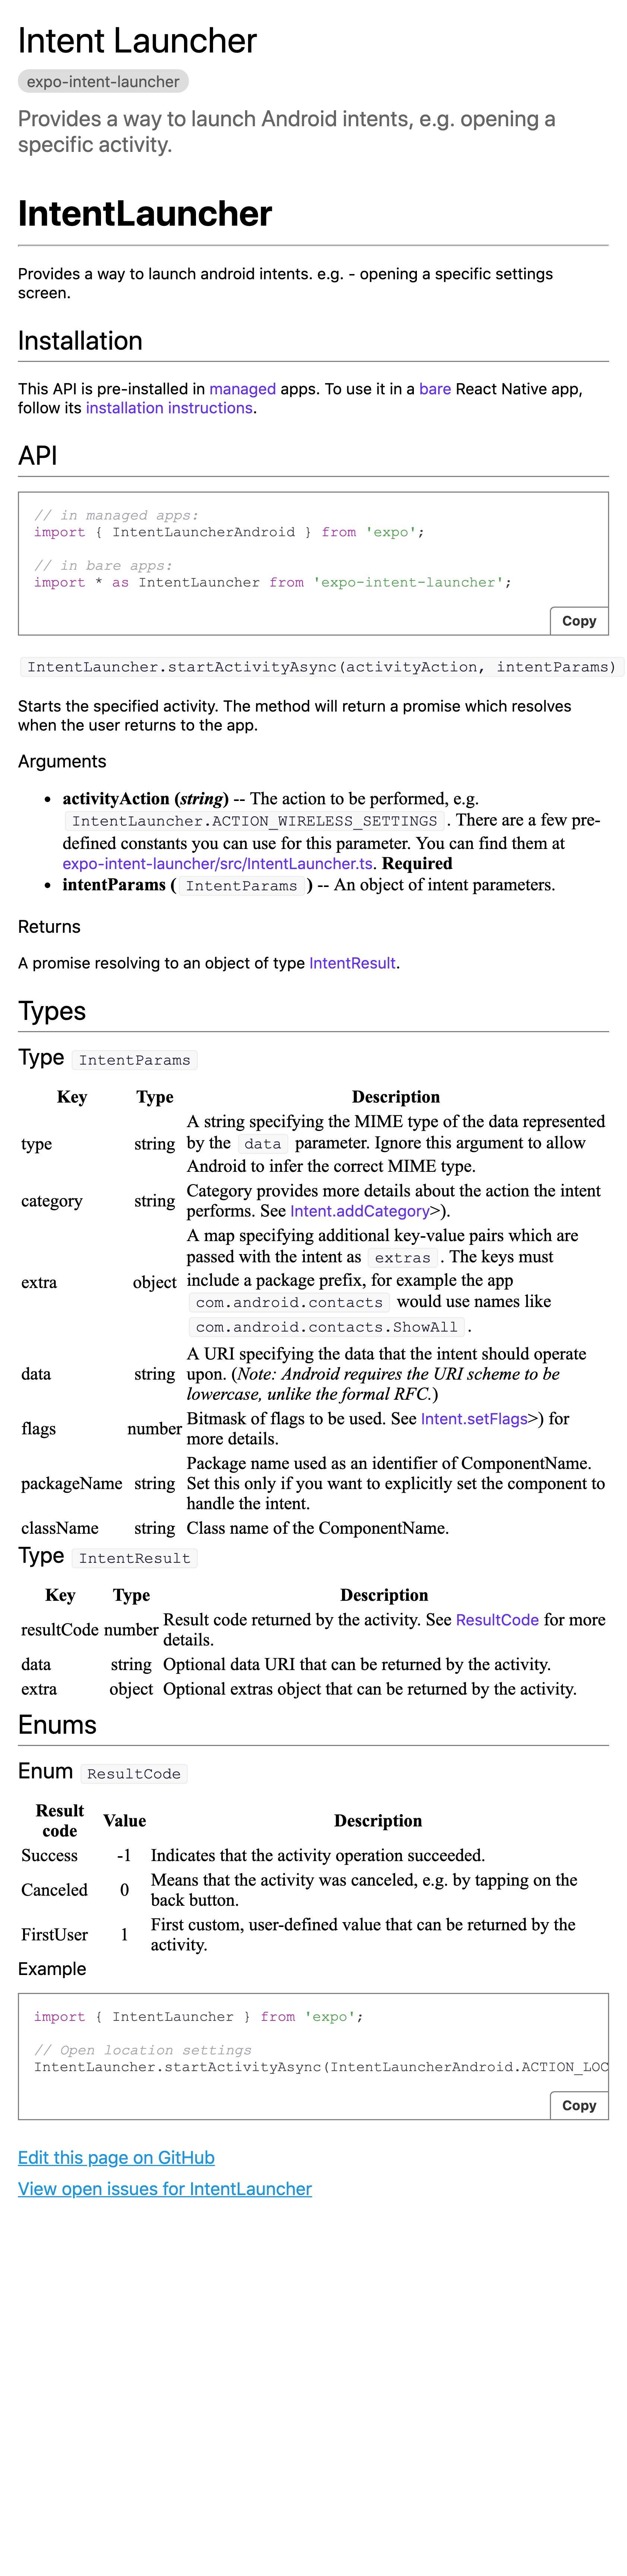 Intent Launcher
expo-intent-launcher
Provides a way to launch Android intents, e.g. opening a
specific activity.
IntentLauncher
Provides a way to launch android intents. e.g. - opening a specific settings
screen.
Installation
This API is pre-installed in managed apps. To use it in a bare React Native app,
follow its installation instructions.
API
// in managed apps:
import { IntentLauncherAndroid } from 'expo';
// in bare apps:
import * as IntentLauncher from 'expo-intent-launcher';
Copy
IntentLauncher.startActivityAsync(activityAction, intentParams)
Starts the specified activity. The method will return a promise which resolves
when the user returns to the app.
Arguments
• activityAction (string) -- The action to be performed, e.g.
IntentLauncher.ACTION_WIRELESS_SETTINGS . There are a few pre-
defined constants you can use for this parameter. You can find them at
expo-intent-launcher/src/IntentLauncher.ts. Required
• intentParams ( IntentParams ) -- An object of intent parameters.
Returns
A promise resolving to an object of type IntentResult.
Types
Type IntentParams
Key Type Description
A string specifying the MIME type of the data represented
type string by the data parameter. Ignore this argument to allow
Android to infer the correct MIME type.
category string Category provides more details about the action the intent
performs. See Intent.addCategory>).
A map specifying additional key-value pairs which are
passed with the intent as extras . The keys must
extra object include a package prefix, for example the app
com.android.contacts would use names like
com.android.contacts.ShowAll .
A URI specifying the data that the intent should operate
data string upon. (Note: Android requires the URI scheme to be
lowercase, unlike the formal RFC.)
flags number Bitmask of flags to be used. See Intent.setFlags>) for
more details.
Package name used as an identifier of ComponentName.
packageName string Set this only if you want to explicitly set the component to
handle the intent.
className string Class name of the ComponentName.
Type IntentResult
Key Type Description
resultCode number Result code returned by the activity. See ResultCode for more
details.
data string Optional data URI that can be returned by the activity.
extra object Optional extras object that can be returned by the activity.
Enums
Enum ResultCode
Result
code Value Description
Success -1 Indicates that the activity operation succeeded.
Canceled 0 Means that the activity was canceled, e.g. by tapping on the
back button.
FirstUser 1 First custom, user-defined value that can be returned by the
activity.
Example
import { IntentLauncher } from 'expo';
// Open location settings
IntentLauncher.startActivityAsync(IntentLauncherAndroid.ACTION_LOC
Copy
Edit this page on GitHub
View open issues for IntentLauncher